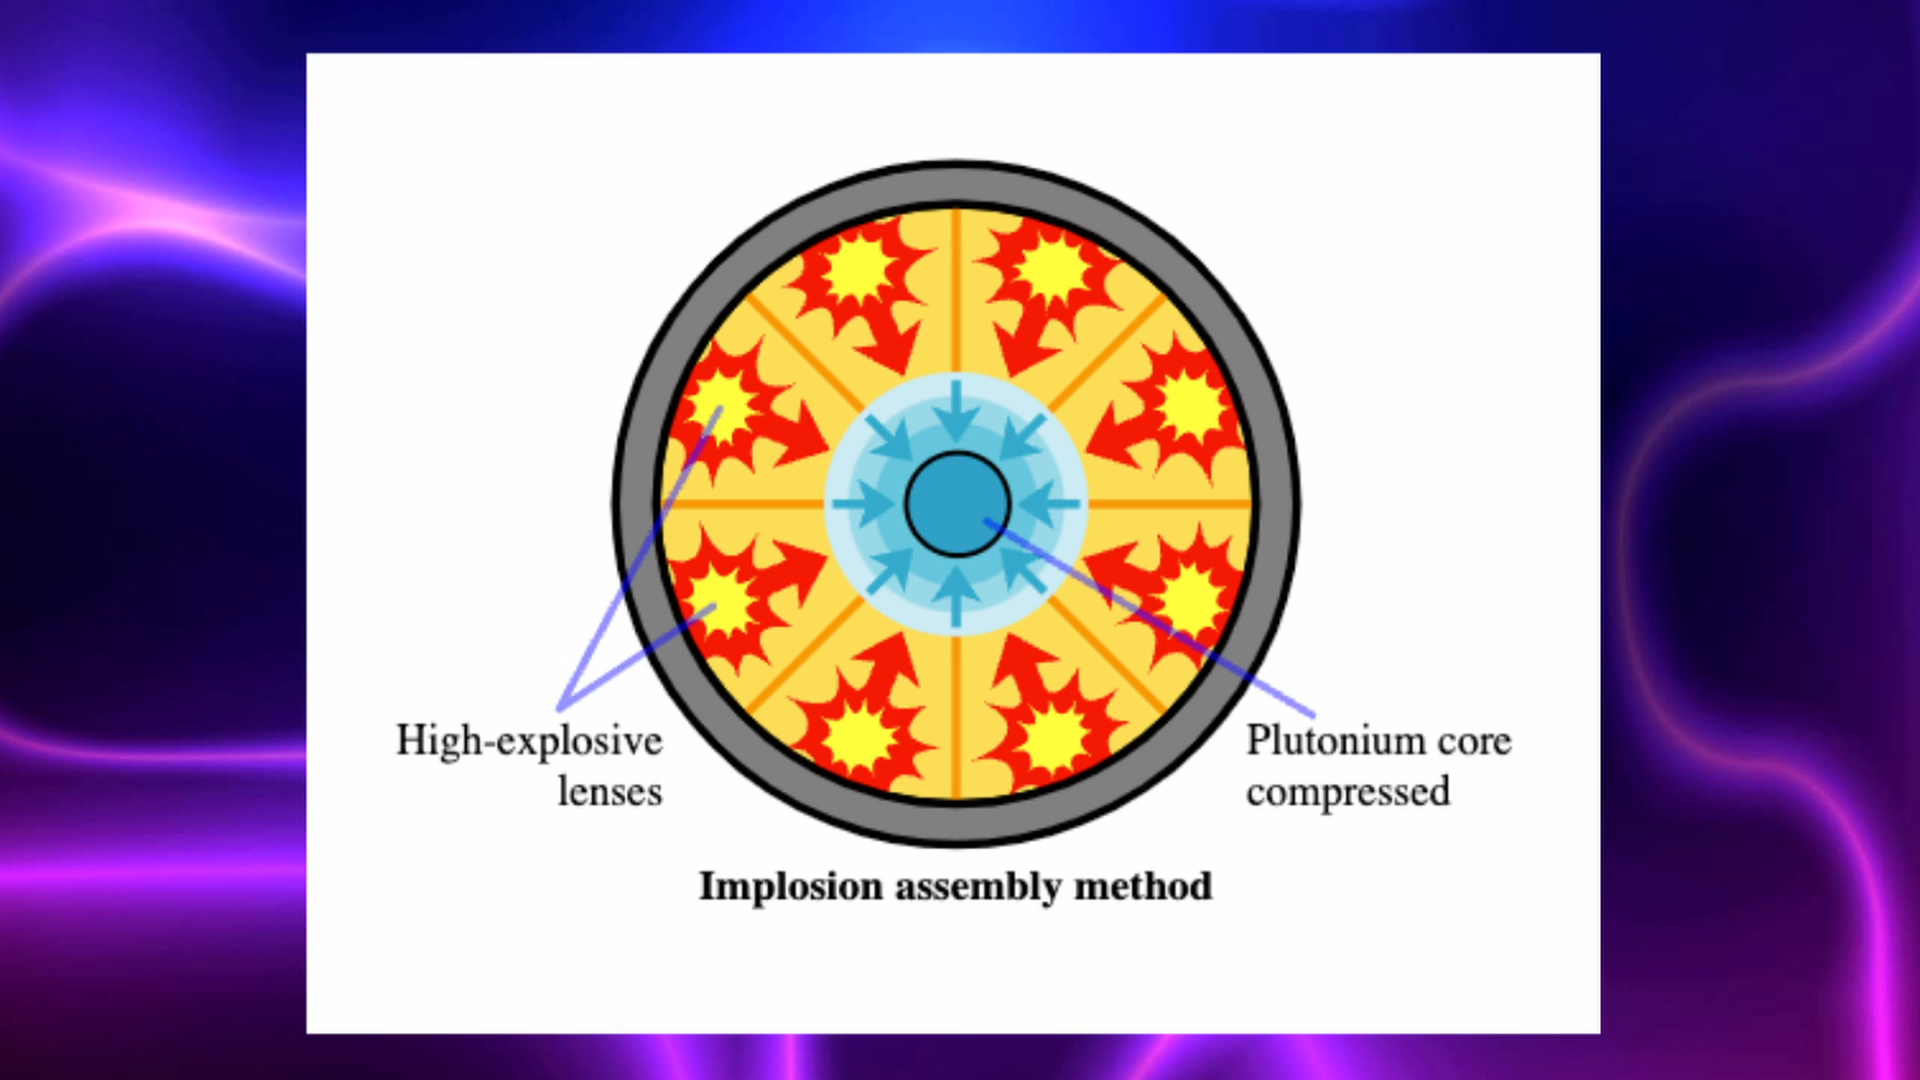 High-explosive
lenses
Plutonium core
compressed
Implosion assembly method